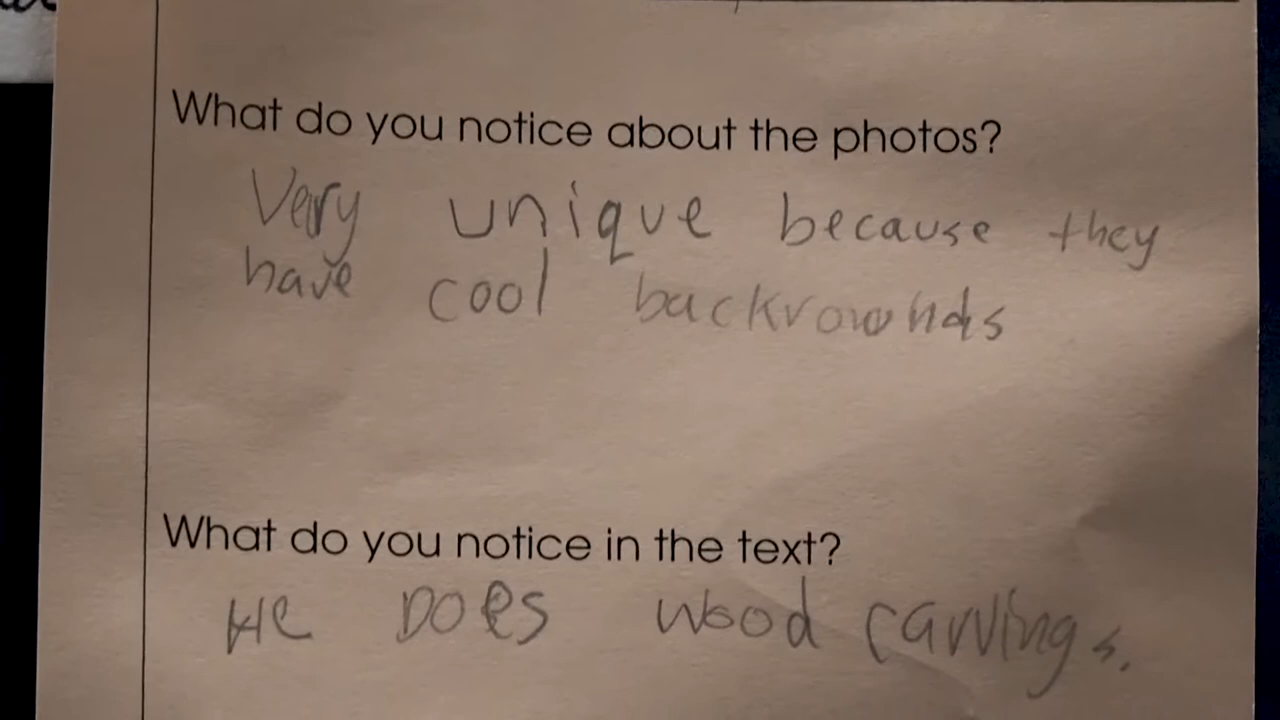 What do you notice about the photos?
Very unique because they
have cool backrownds
What do you notice in the text?
He Does wood carvings.